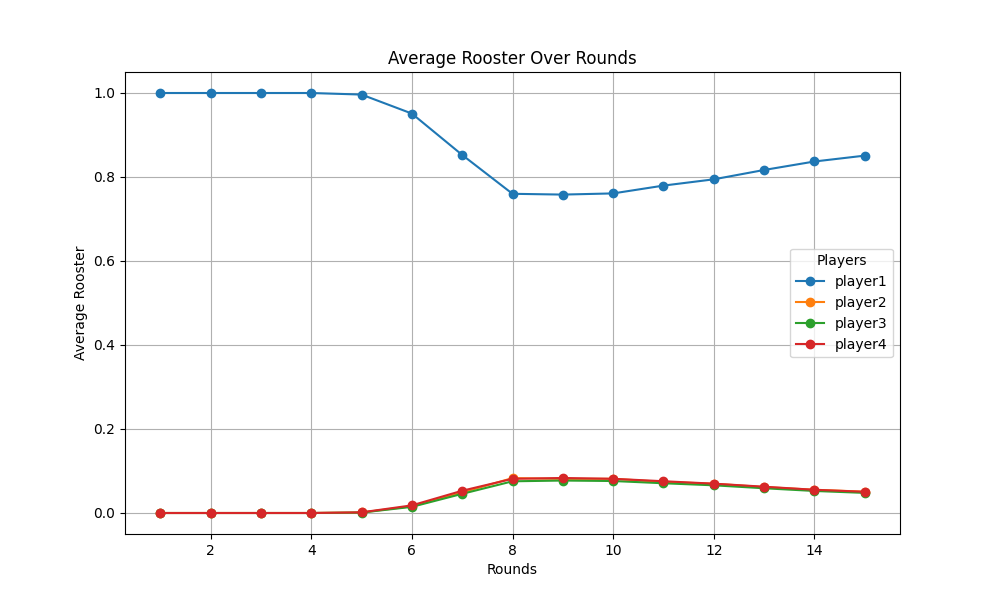 Average Rooster Over Rounds
1.0
0.8
0.6
0.4
0.2
0.0
Average Rooster
Players
player1
player2
player3
player4
2 4 6 8 10 12 14
Rounds